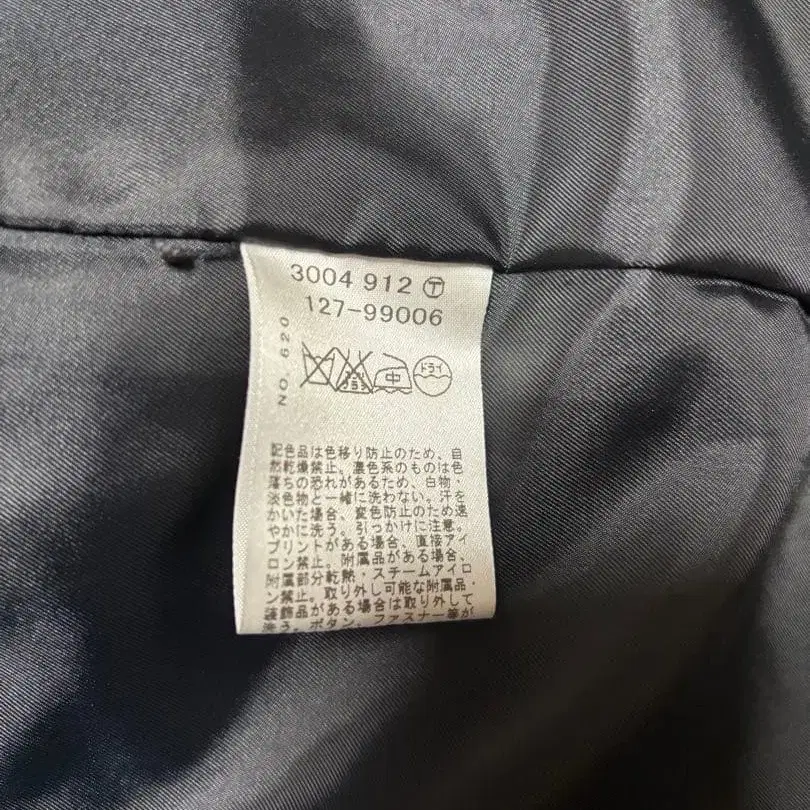 3004 912 Ⓣ
127-99006
NO. 620
中
ドライ
配色品は色移り防止のため、自
然乾燥禁止。濃色系のものは色
落ちの恐れがあるため、白物・
淡色物と一緒に洗わない。汗を
かいた場合、変色防止のため速
やかに洗う。引っかけに注意。
プリントがある場合、直接アイ
ロン禁止。附属品がある場合、
附属部分乾熱・スチームアイロ
ン禁止。取り外し可能な附属品・
装飾品がある場合は取り外して
洗う。ボタン、ファスナー等が